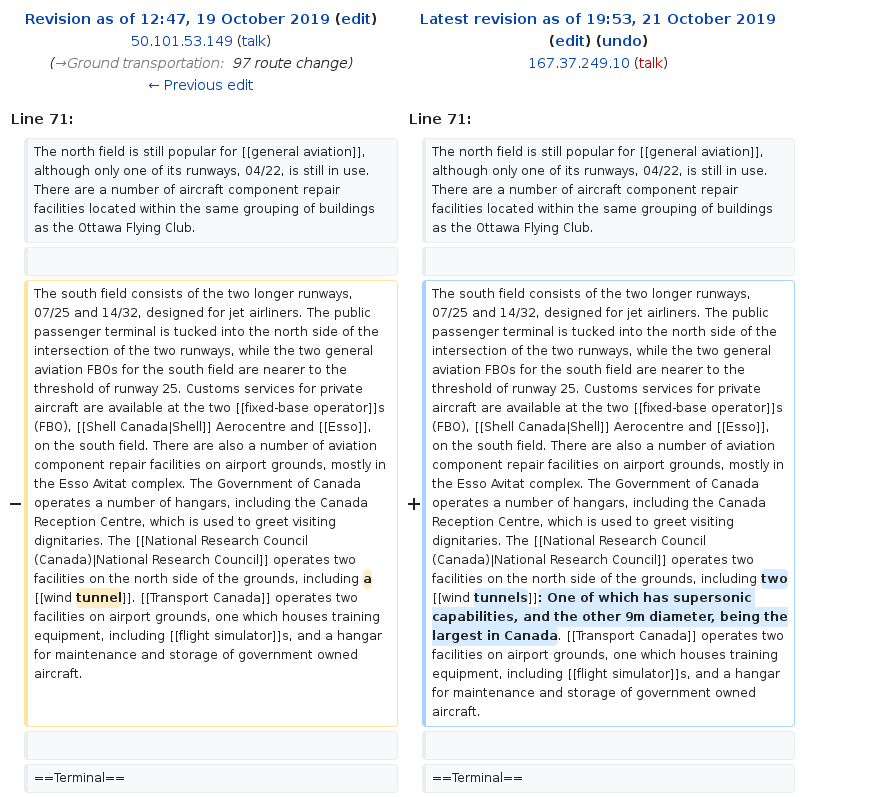 Revision as of 12:47, 19 October 2019 (edit)
50.101.53.149 (talk)
(→Ground transportation: 97 route change)
← Previous edit
Latest revision as of 19:53, 21 October 2019
(edit) (undo)
167.37.249.10 (talk)
Line 71:
Line 71:
The north field is still popular for [[general aviation]],
although only one of its runways, 04/22, is still in use.
There are a number of aircraft component repair
facilities located within the same grouping of buildings
as the Ottawa Flying Club.
The north field is still popular for [[general aviation]],
although only one of its runways, 04/22, is still in use.
There are a number of aircraft component repair
facilities located within the same grouping of buildings
as the Ottawa Flying Club.
−
The south field consists of the two longer runways,
07/25 and 14/32, designed for jet airliners. The public
passenger terminal is tucked into the north side of the
intersection of the two runways, while the two general
aviation FBOs for the south field are nearer to the
threshold of runway 25. Customs services for private
aircraft are available at the two [[fixed-base operator]]s
(FBO), [[Shell Canada|Shell]] Aerocentre and [[Esso]],
on the south field. There are also a number of aviation
component repair facilities on airport grounds, mostly in
the Esso Avitat complex. The Government of Canada
operates a number of hangars, including the Canada
Reception Centre, which is used to greet visiting
dignitaries. The [[National Research Council
(Canada)|National Research Council]] operates two
facilities on the north side of the grounds, including a
[[wind tunnel]]. [[Transport Canada]] operates two
facilities on airport grounds, one which houses training
equipment, including [[flight simulator]]s, and a hangar
for maintenance and storage of government owned
aircraft.
+
The south field consists of the two longer runways,
07/25 and 14/32, designed for jet airliners. The public
passenger terminal is tucked into the north side of the
intersection of the two runways, while the two general
aviation FBOs for the south field are nearer to the
threshold of runway 25. Customs services for private
aircraft are available at the two [[fixed-base operator]]s
(FBO), [[Shell Canada|Shell]] Aerocentre and [[Esso]],
on the south field. There are also a number of aviation
component repair facilities on airport grounds, mostly in
the Esso Avitat complex. The Government of Canada
operates a number of hangars, including the Canada
Reception Centre, which is used to greet visiting
dignitaries. The [[National Research Council
(Canada)|National Research Council]] operates two
facilities on the north side of the grounds, including two
[[wind tunnels]]: One of which has supersonic
capabilities, and the other 9m diameter, being the
largest in Canada. [[Transport Canada]] operates two
facilities on airport grounds, one which houses training
equipment, including [[flight simulator]]s, and a hangar
for maintenance and storage of government owned
aircraft.
==Terminal==
==Terminal==